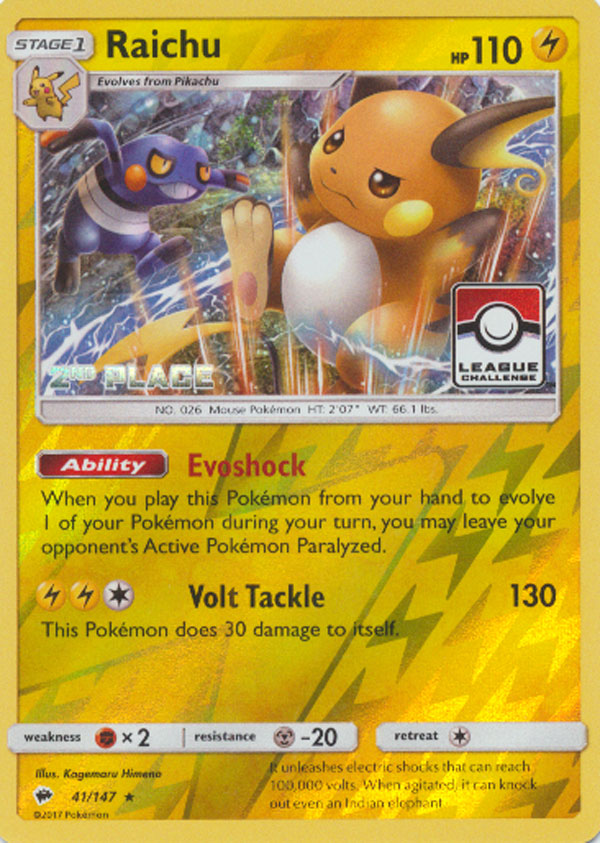 STAGE 1 Raichu HP 110
Evolves from Pikachu
2ND PLACE
LEAGUE
CHALLENGE
NO. 026 Mouse Pokémon HT: 2'07" WT: 66.1 lbs.
Ability Evoshock
When you play this Pokémon from your hand to evolve
1 of your Pokémon during your turn, you may leave your
opponent's Active Pokémon Paralyzed.
Volt Tackle 130
This Pokémon does 30 damage to itself.
weakness ×2 resistance -20 retreat
Illus. Kagemaru Himeno
41/147 ★
©2017 Pokémon
It unleashes electric shocks that can reach
100,000 volts. When agitated, it can knock
out even an Indian elephant.